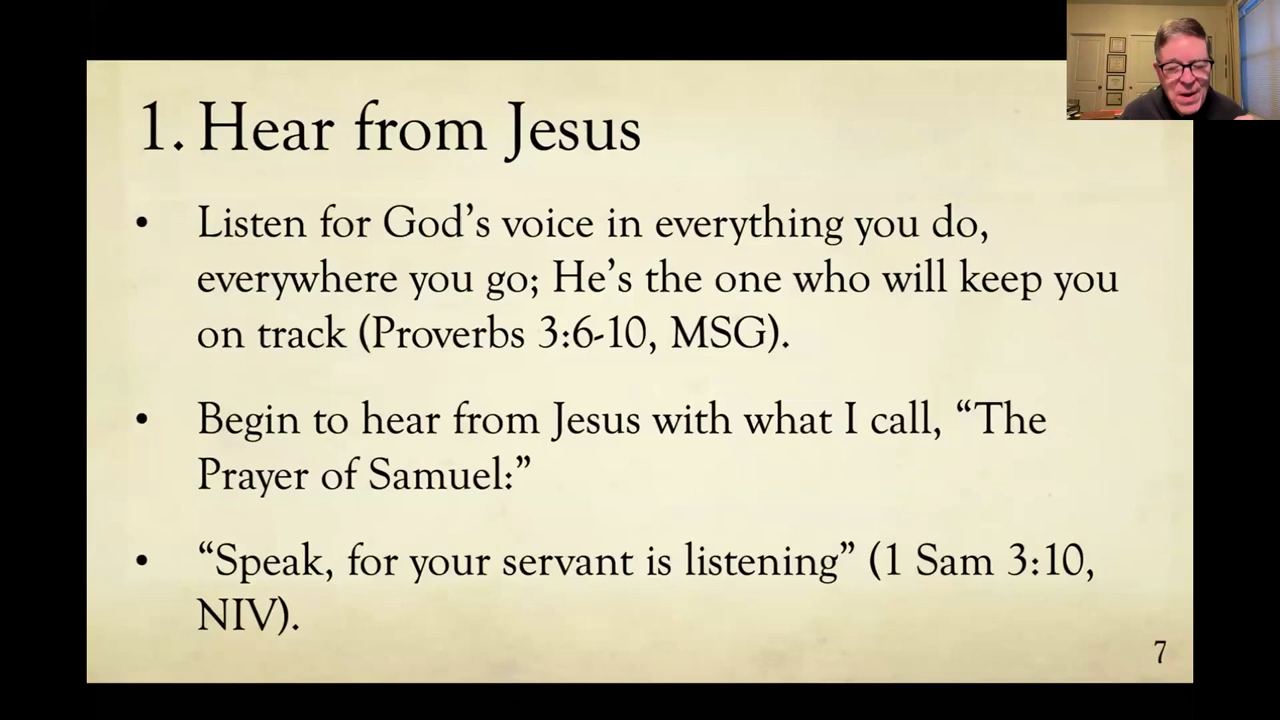 1. Hear from Jesus
• Listen for God’s voice in everything you do,
everywhere you go; He’s the one who will keep you
on track (Proverbs 3:6-10, MSG).
• Begin to hear from Jesus with what I call, “The
Prayer of Samuel:”
• “Speak, for your servant is listening” (1 Sam 3:10,
NIV).
7